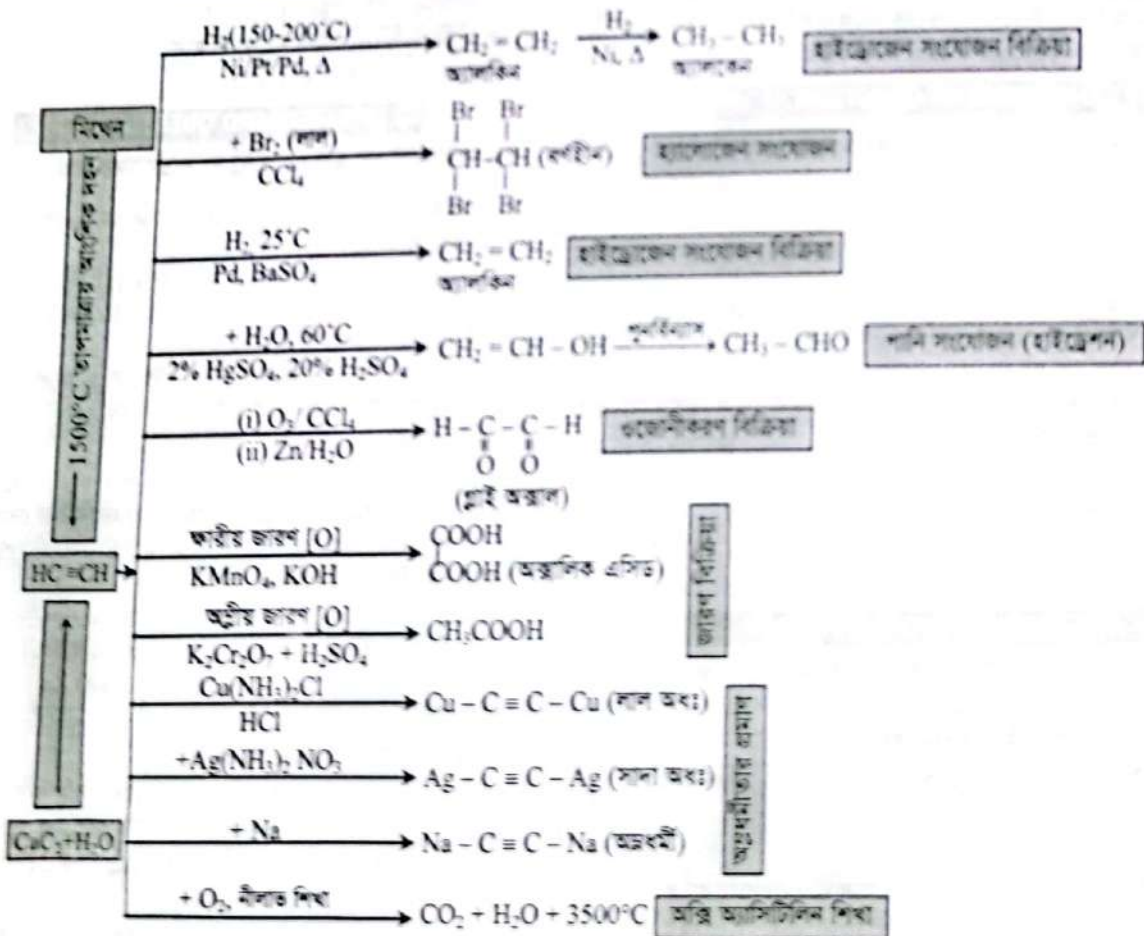 H₂(150-200°C)
Ni/Pt/Pd, Δ
CH₂ = CH₂
অ্যালকিন
H₂
Ni, Δ
CH₃ – CH₃
অ্যালকেন
হাইড্রোজেন সংযোজন বিক্রিয়া
মিথেন
1500°C তাপমাত্রায় আংশিক দহন
+ Br₂ (লাল)
CCl₄
Br Br
CH–CH (বর্ণহীন)
Br Br
হ্যালোজেন সংযোজন
H₂, 25°C
Pd, BaSO₄
CH₂ = CH₂
অ্যালকিন
হাইড্রোজেন সংযোজন বিক্রিয়া
+ H₂O, 60°C
2% HgSO₄, 20% H₂SO₄
CH₂ = CH – OH
পুনর্বিন্যাস
CH₃ – CHO
পানি সংযোজন (হাইড্রেশন)
(i) O₃/ CCl₄
(ii) Zn/H₂O
H – C – C – H
O O
(গ্লাই অক্সাল)
ওজোনীকরণ বিক্রিয়া
HC ≡CH
ক্ষারীয় জারণ [O]
KMnO₄, KOH
COOH
COOH (অক্সালিক এসিড)
অম্লীয় জারণ [O]
K₂Cr₂O₇ + H₂SO₄
CH₃COOH
জারণ বিক্রিয়া
Cu(NH₃)₂Cl
HCl
Cu – C ≡ C – Cu (লাল অধঃ)
+Ag(NH₃)₂ NO₃
Ag – C ≡ C – Ag (সাদা অধঃ)
CaC₂+H₂O
+ Na
Na – C ≡ C – Na (অম্লধর্মী)
অম্লধর্মীতার প্রমাণ
+ O₂, নীলাভ শিখা
CO₂ + H₂O + 3500°C
অক্সি অ্যাসিটিলিন শিখা